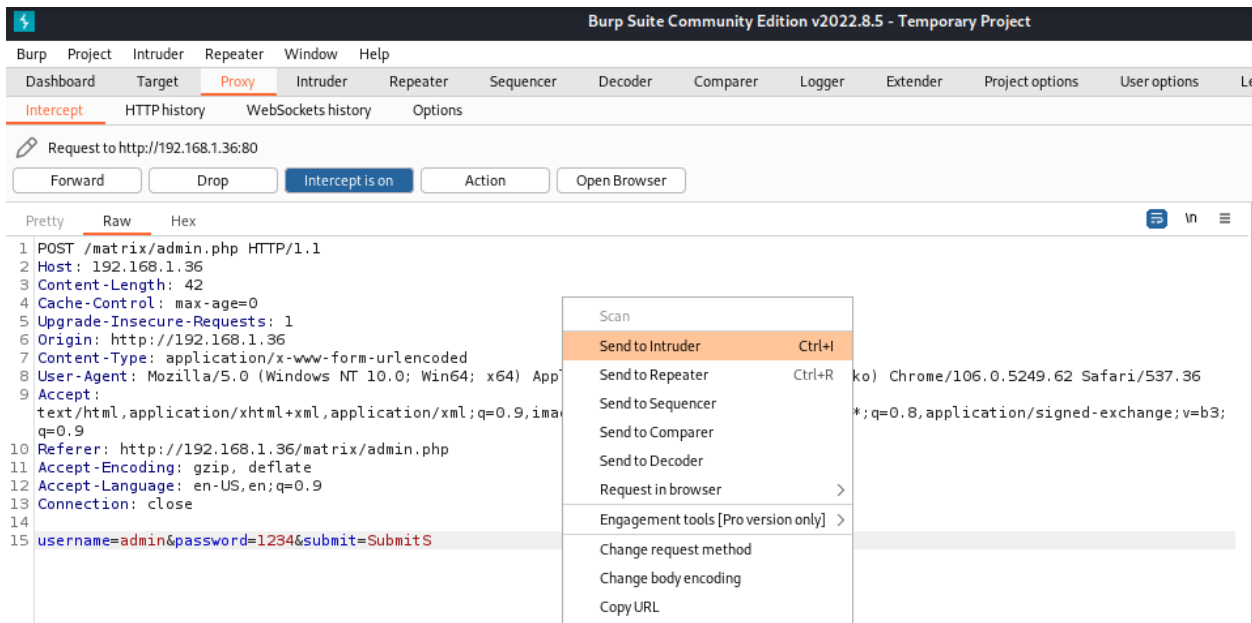 Burp Suite Community Edition v2022.8.5 - Temporary Project
Burp Project Intruder Repeater Window Help
Dashboard Target Proxy Intruder Repeater Sequencer Decoder Comparer Logger Extender Project options User options
Intercept HTTP history WebSockets history Options
Request to http://192.168.1.36:80
Forward Drop Intercept is on Action Open Browser
Pretty Raw Hex \n
1 POST /matrix/admin.php HTTP/1.1
2 Host: 192.168.1.36
3 Content-Length: 42
4 Cache-Control: max-age=0
5 Upgrade-Insecure-Requests: 1
6 Origin: http://192.168.1.36
7 Content-Type: application/x-www-form-urlencoded
8 User-Agent: Mozilla/5.0 (Windows NT 10.0; Win64; x64) App ko) Chrome/106.0.5249.62 Safari/537.36
9 Accept:
text/html,application/xhtml+xml,application/xml;q=0.9,ima *;q=0.8,application/signed-exchange;v=b3;
q=0.9
10 Referer: http://192.168.1.36/matrix/admin.php
11 Accept-Encoding: gzip, deflate
12 Accept-Language: en-US,en;q=0.9
13 Connection: close
14
15 username=admin&password=1234&submit=SubmitS
Scan
Send to Intruder Ctrl+I
Send to Repeater Ctrl+R
Send to Sequencer
Send to Comparer
Send to Decoder
Request in browser
Engagement tools [Pro version only]
Change request method
Change body encoding
Copy URL